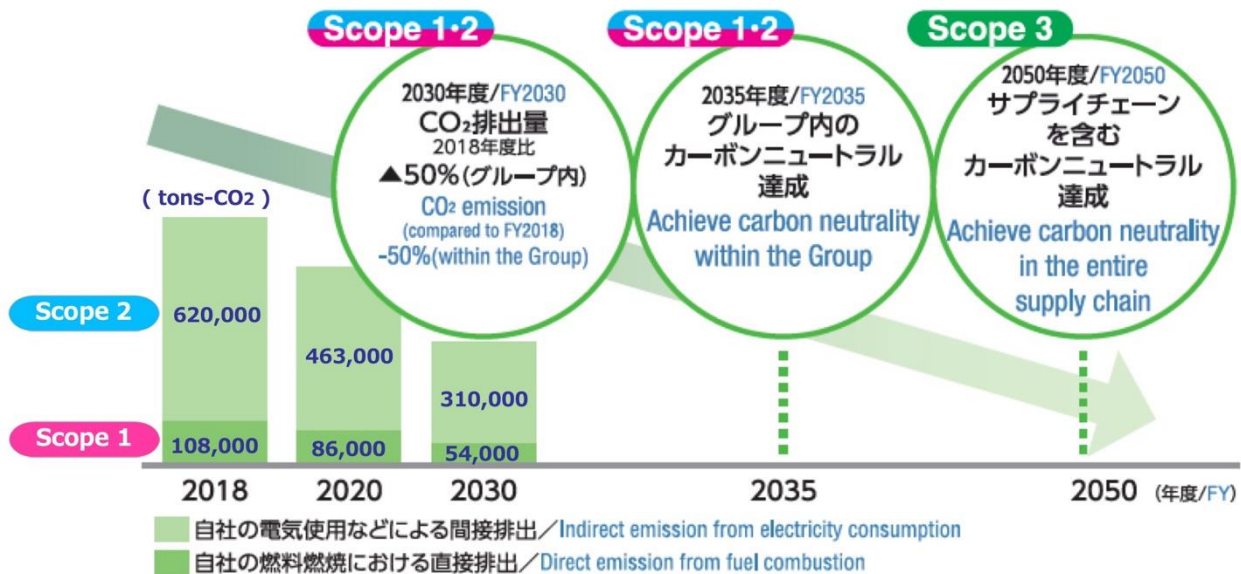 Scope 1・2
2030年度/FY2030
CO₂排出量
2018年度比
▲50%(グループ内)
CO₂ emission
(compared to FY2018)
-50%(within the Group)
Scope 1・2
2035年度/FY2035
グループ内の
カーボンニュートラル
達成
Achieve carbon neutrality
within the Group
Scope 3
2050年度/FY2050
サプライチェーン
を含む
カーボンニュートラル
達成
Achieve carbon neutrality
in the entire
supply chain
( tons-CO2 )
Scope 2
620,000
463,000
310,000
Scope 1
108,000
86,000
54,000
2018
2020
2030
2035
2050
(年度/FY)
自社の電気使用などによる間接排出/Indirect emission from electricity consumption
自社の燃料燃焼における直接排出/Direct emission from fuel combustion